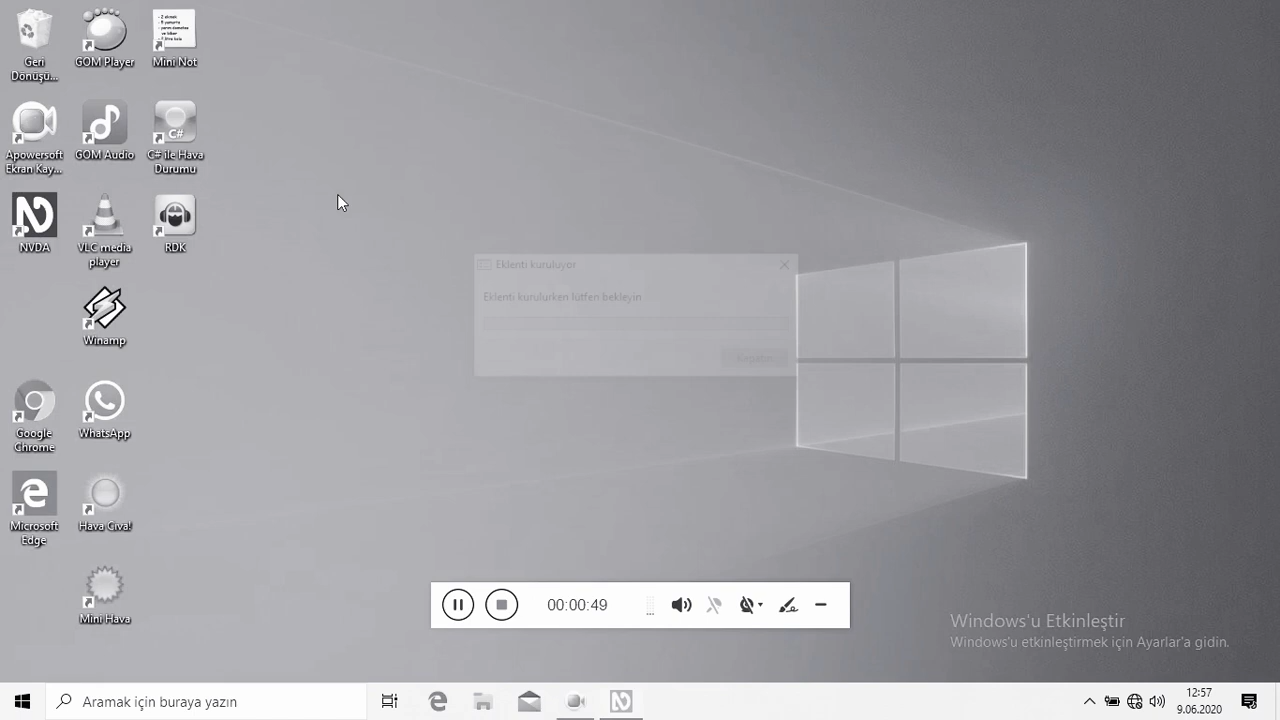 Geri
Dönüşü...
GOM Player
Mini Not
Apowersoft
Ekran Kay...
GOM Audio
C#
C# ile Hava
Durumu
NVDA
VLC media
player
RDK
Winamp
Google
Chrome
WhatsApp
Microsoft
Edge
Hava Cıva!
Mini Hava
Eklenti kuruluyor
Eklenti kurulurken lütfen bekleyin
00:00:49
Windows'u Etkinleştir
Windows'u etkinleştirmek için Ayarlar'a gidin.
Aramak için buraya yazın
12:57
9.06.2020